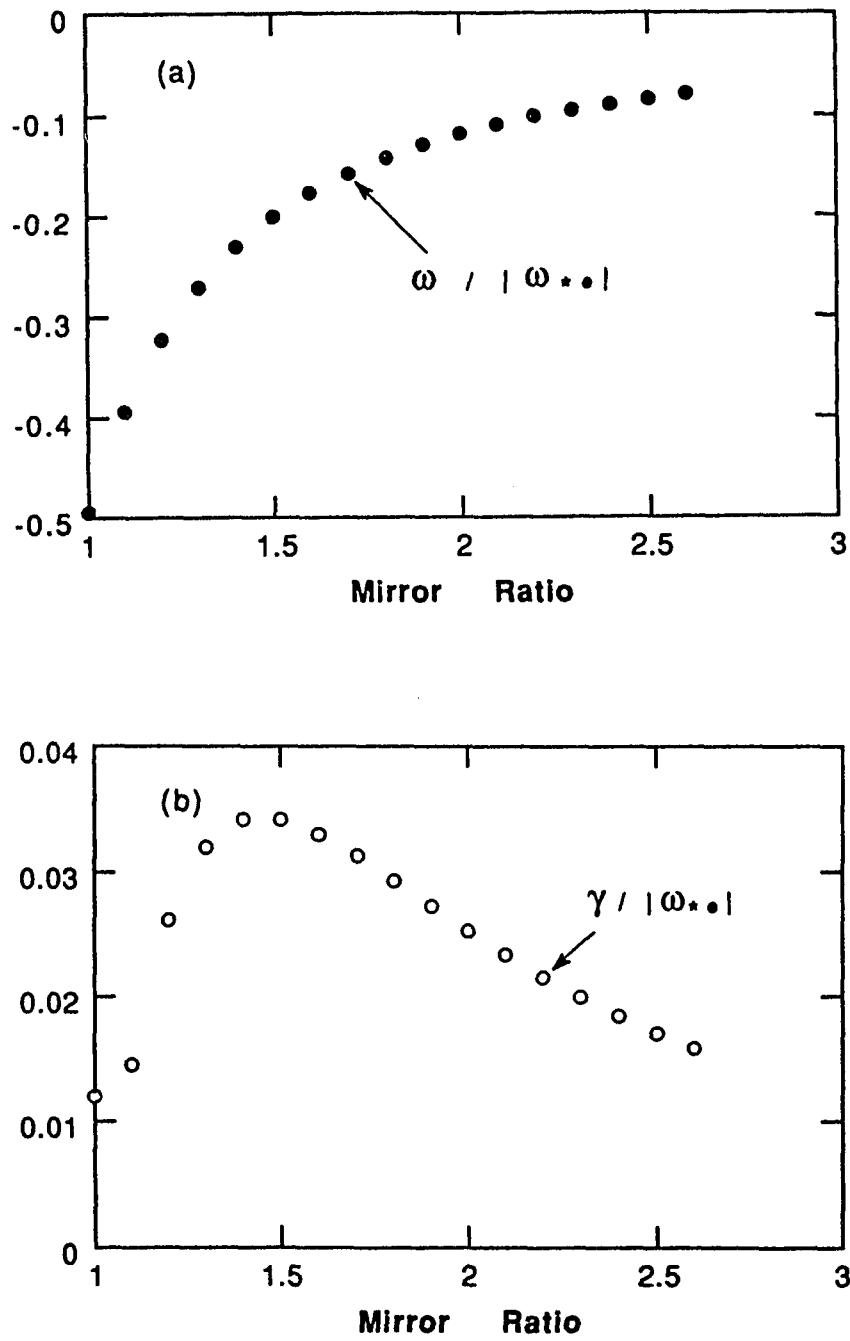 0
(a)
-0.1
-0.2
ω / | ω * e |
-0.3
-0.4
-0.5
1 1.5 2 2.5 3
Mirror Ratio
0.04
(b)
0.03
γ / |ω * e |
0.02
0.01
0
1 1.5 2 2.5 3
Mirror Ratio